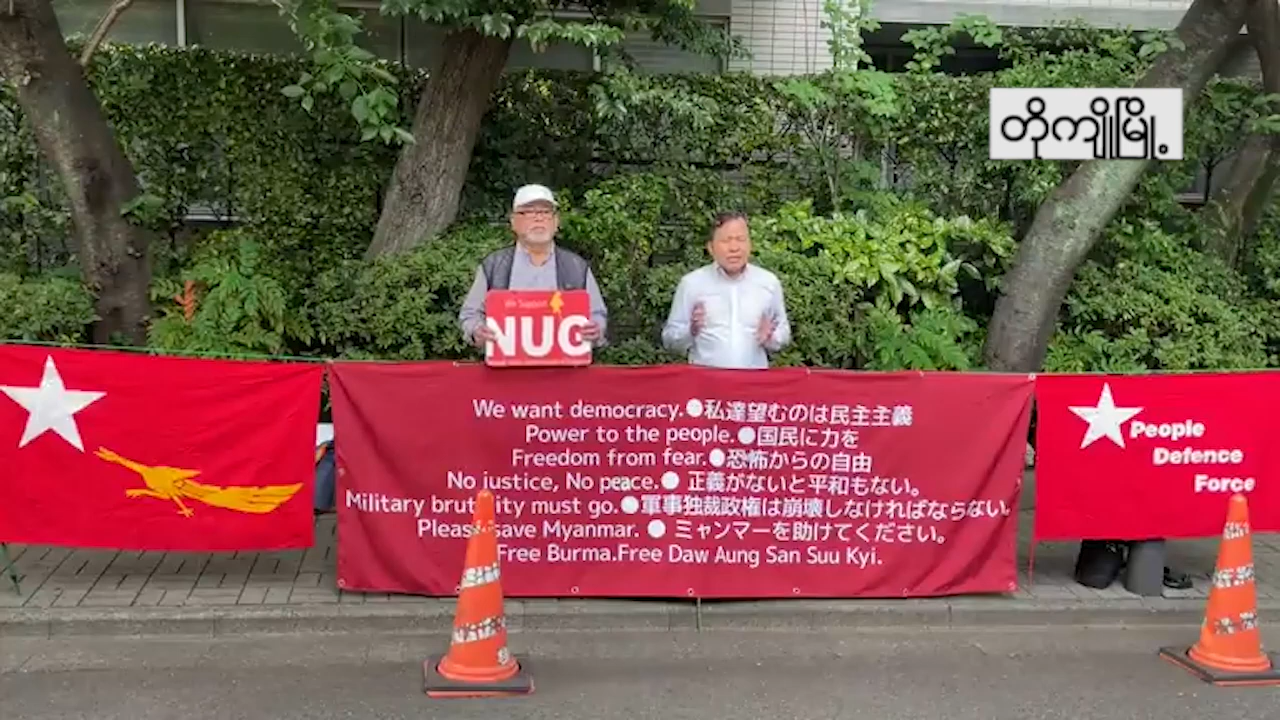 တိုကျိုမြို့
We Support
NUG
We want democracy.●私達望むのは民主主義
Power to the people.●国民に力を
Freedom from fear.●恐怖からの自由
No justice, No peace.● 正義がないと平和もない。
Military brutality must go.●軍事独裁政権は崩壊しなければならない。
Please save Myanmar. ● ミャンマーを助けてください。
Free Burma.Free Daw Aung San Suu Kyi.
People
Defence
Force